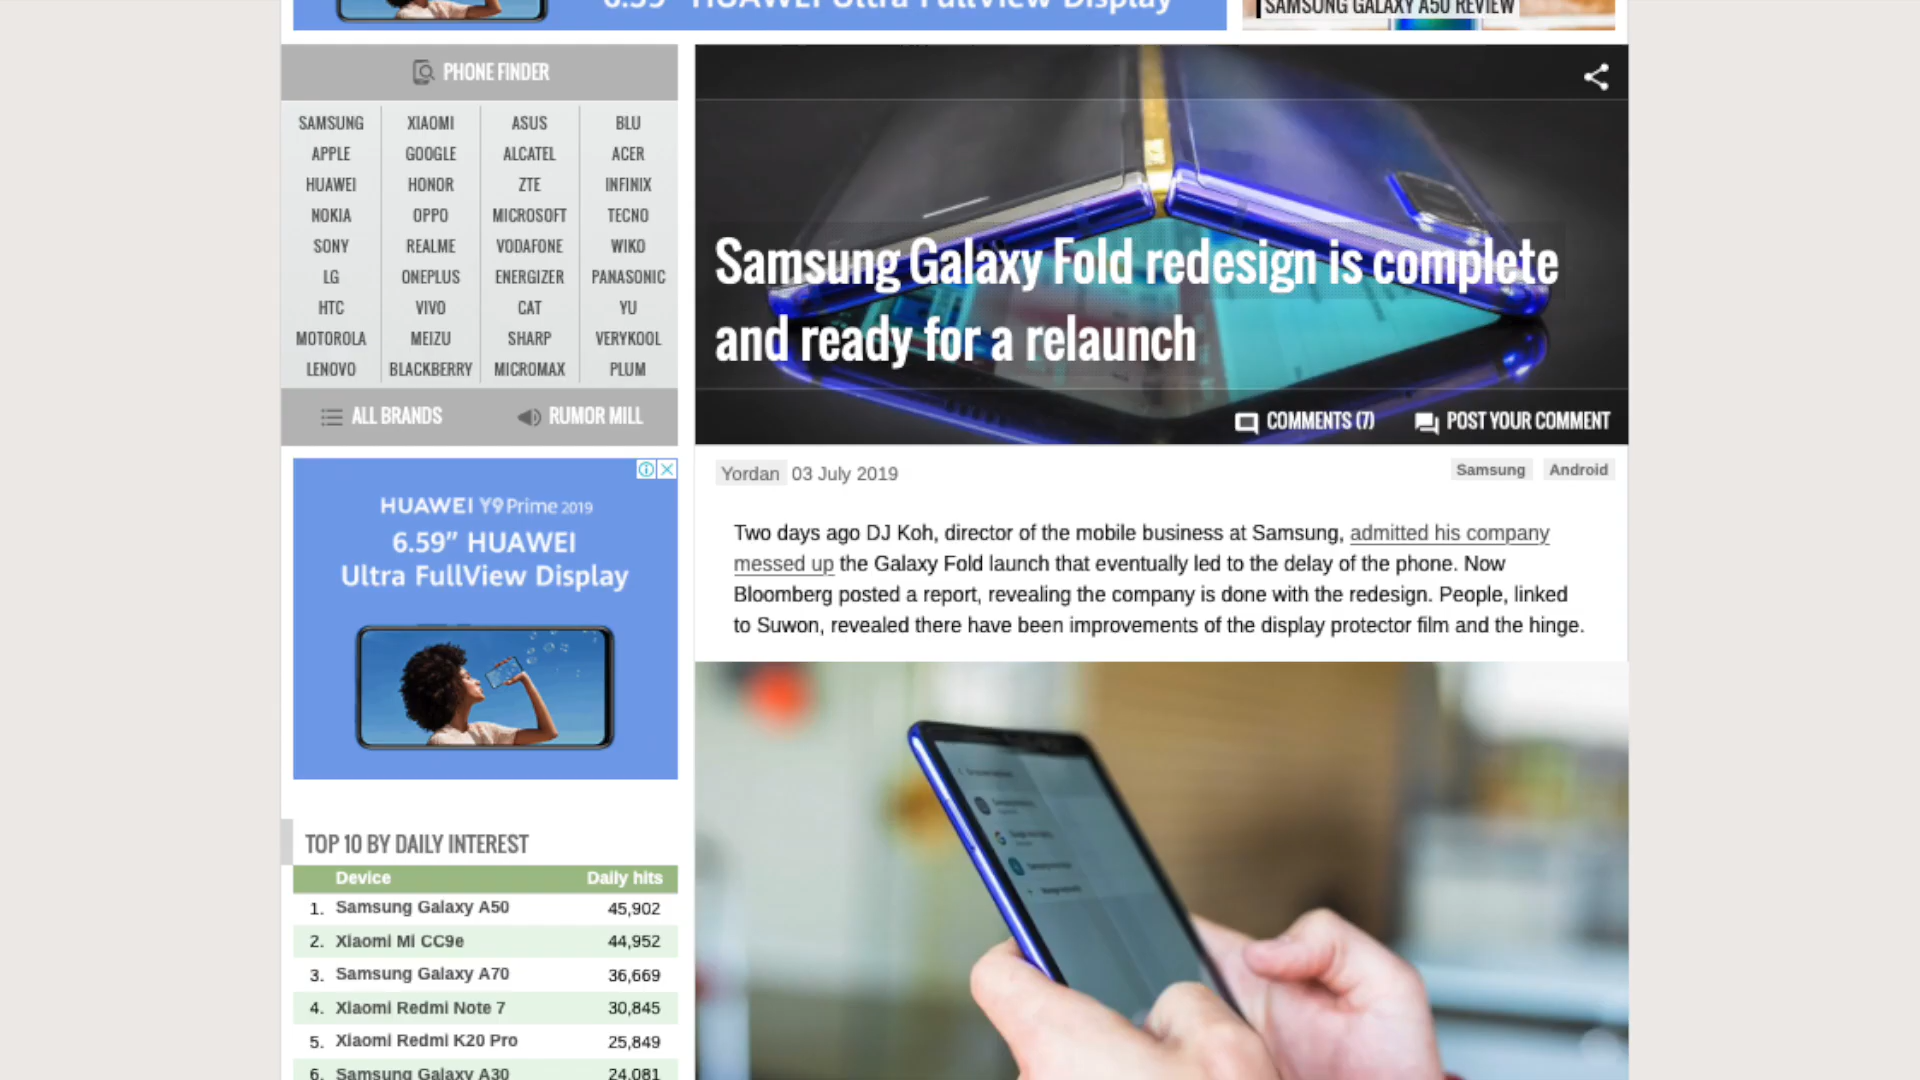 6.59" HUAWEI Ultra FullView Display
SAMSUNG GALAXY A50 REVIEW
PHONE FINDER
SAMSUNG XIAOMI ASUS BLU
APPLE GOOGLE ALCATEL ACER
HUAWEI HONOR ZTE INFINIX
NOKIA OPPO MICROSOFT TECNO
SONY REALME VODAFONE WIKO
LG ONEPLUS ENERGIZER PANASONIC
HTC VIVO CAT YU
MOTOROLA MEIZU SHARP VERYKOOL
LENOVO BLACKBERRY MICROMAX PLUM
ALL BRANDS RUMOR MILL
Samsung Galaxy Fold redesign is complete
and ready for a relaunch
COMMENTS (7) POST YOUR COMMENT
Yordan 03 July 2019
Samsung Android
Two days ago DJ Koh, director of the mobile business at Samsung, admitted his company
messed up the Galaxy Fold launch that eventually led to the delay of the phone. Now
Bloomberg posted a report, revealing the company is done with the redesign. People, linked
to Suwon, revealed there have been improvements of the display protector film and the hinge.
HUAWEI Y9 Prime 2019
6.59" HUAWEI
Ultra FullView Display
TOP 10 BY DAILY INTEREST
Device Daily hits
1. Samsung Galaxy A50 45,902
2. Xiaomi Mi CC9e 44,952
3. Samsung Galaxy A70 36,669
4. Xiaomi Redmi Note 7 30,845
5. Xiaomi Redmi K20 Pro 25,849
6. Samsung Galaxy A30 24,081